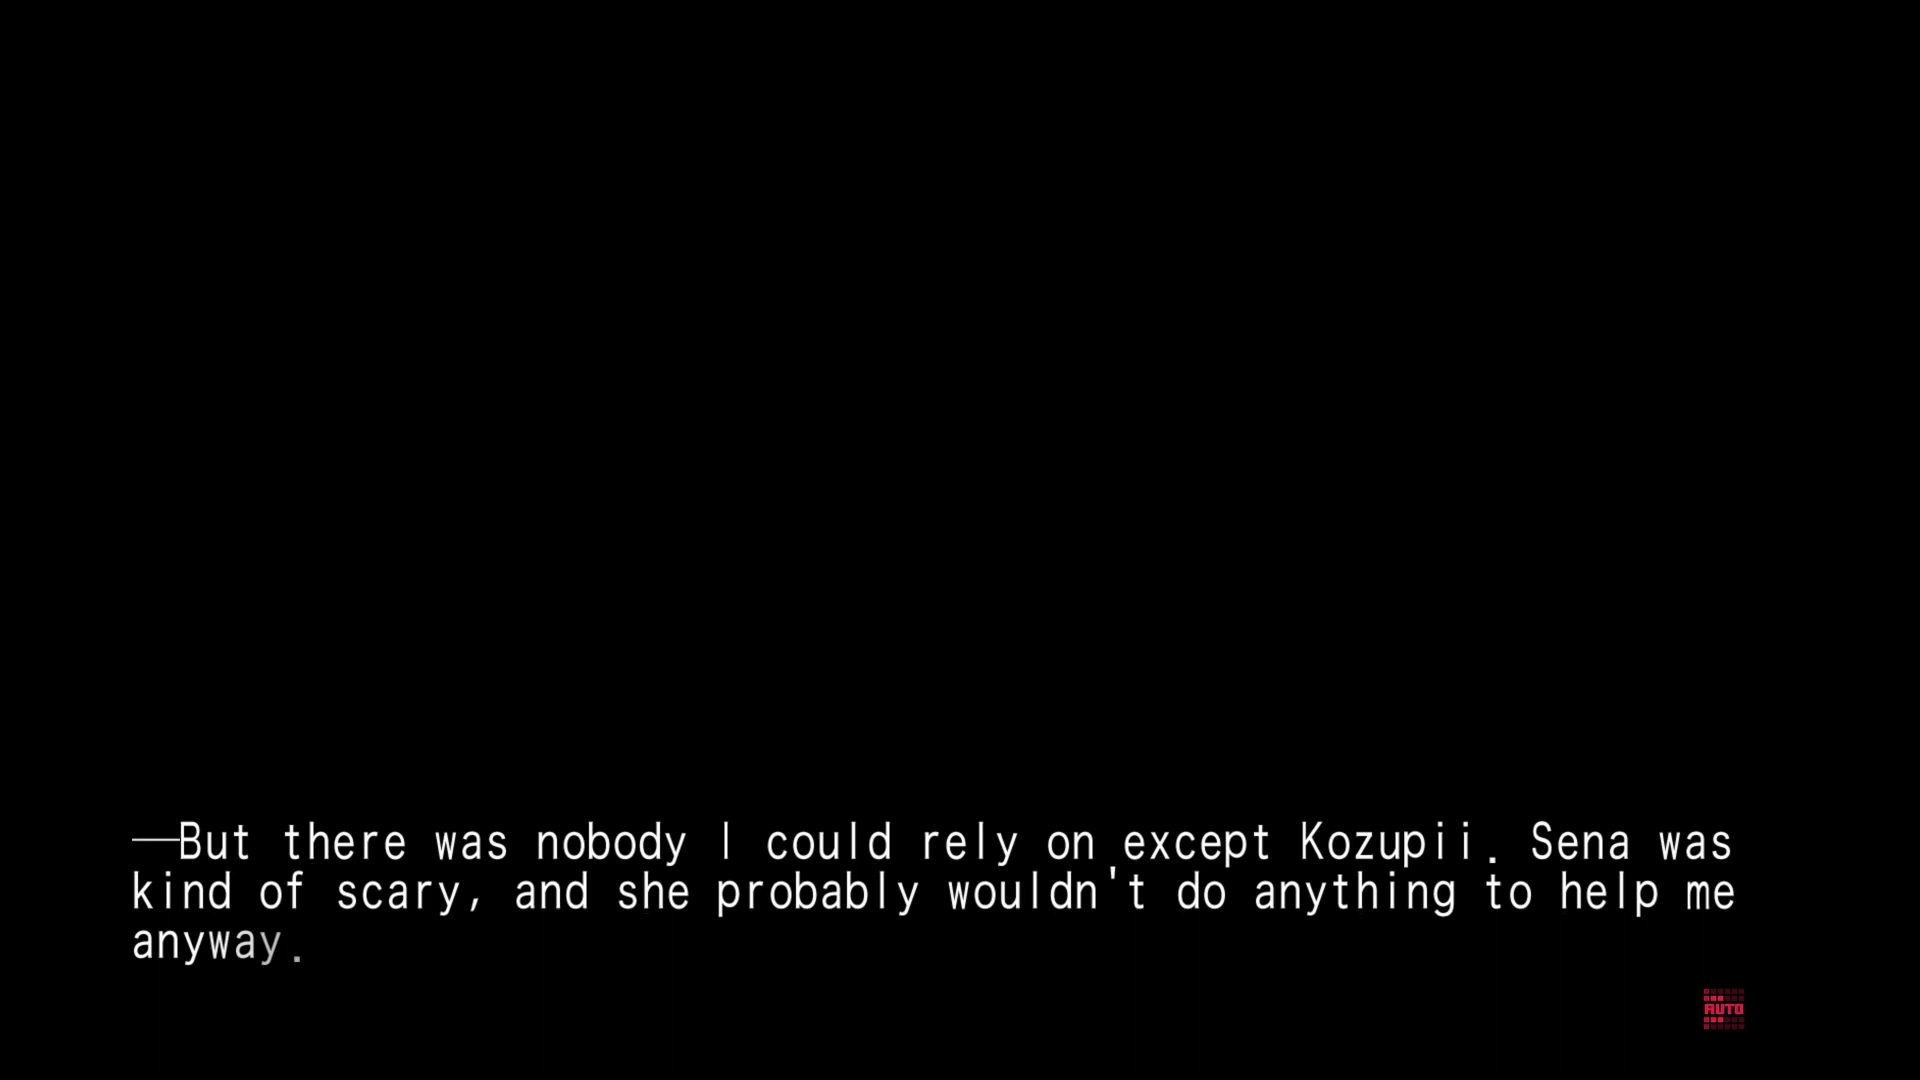 ──But there was nobody I could rely on except Kozupii. Sena was
kind of scary, and she probably wouldn't do anything to help me
anyway.
AUTO